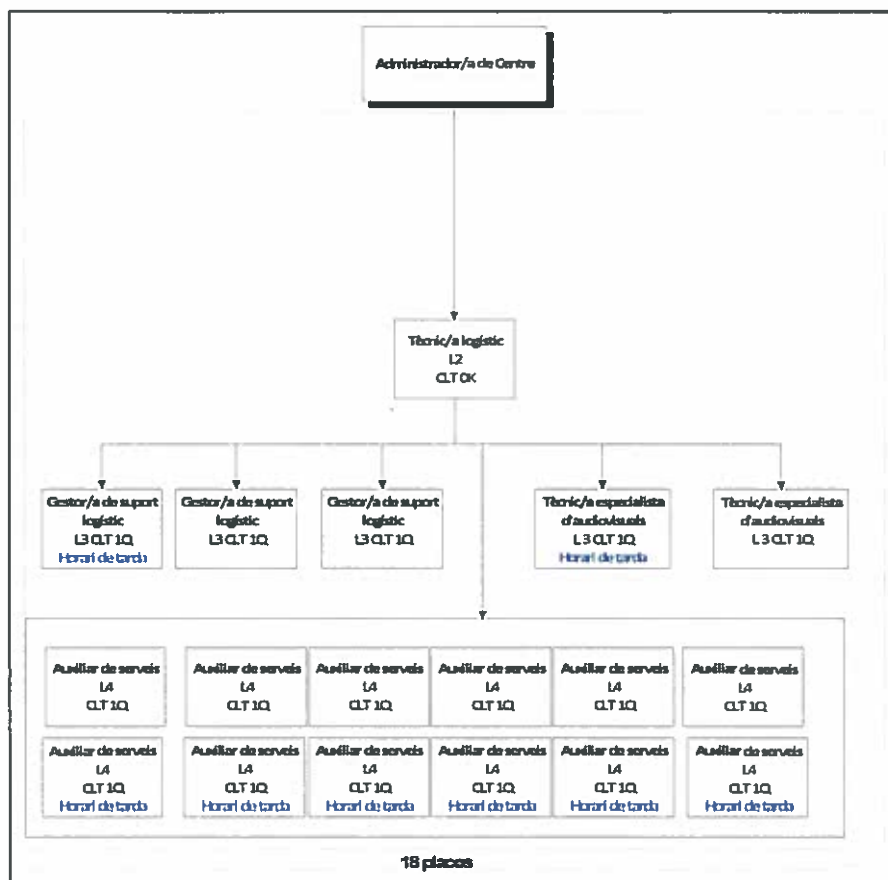 Administrador/a de Centre
Tècnic/a logístic
L2
CLT OK
Gestor/a de suport
logístic
L3 CLT 1Q
Horari de tarda
Gestor/a de suport
logístic
L3 CLT 1Q
Gestor/a de suport
logístic
L3 CLT 1Q
Tècnic/a especialista
d'audiovisuals
L3 CLT 1Q
Horari de tarda
Tècnic/a especialista
d'audiovisuals
L3 CLT 1Q
Auxiliar de serveis
L4
CLT 1Q
Auxiliar de serveis
L4
CLT 1Q
Auxiliar de serveis
L4
CLT 1Q
Auxiliar de serveis
L4
CLT 1Q
Auxiliar de serveis
L4
CLT 1Q
Auxiliar de serveis
L4
CLT 1Q
Auxiliar de serveis
L4
CLT 1Q
Horari de tarda
Auxiliar de serveis
L4
CLT 1Q
Horari de tarda
Auxiliar de serveis
L4
CLT 1Q
Horari de tarda
Auxiliar de serveis
L4
CLT 1Q
Horari de tarda
Auxiliar de serveis
L4
CLT 1Q
Horari de tarda
Auxiliar de serveis
L4
CLT 1Q
Horari de tarda
18 places